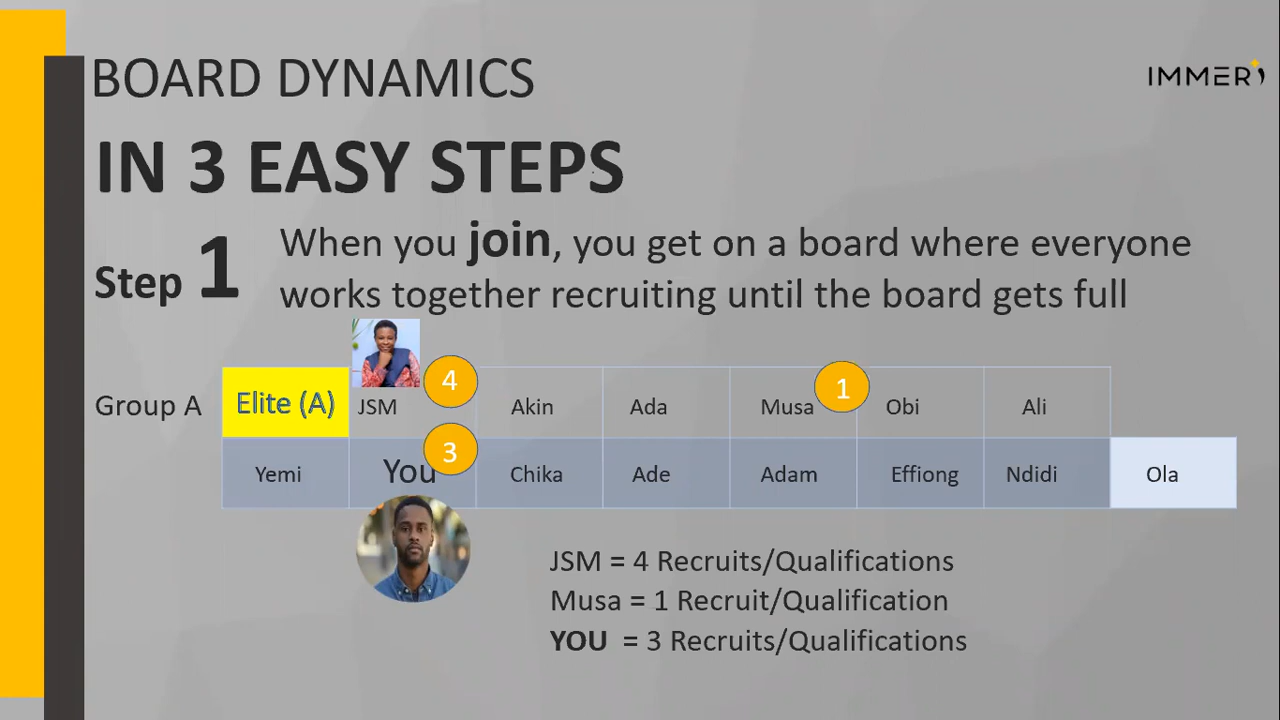 BOARD DYNAMICS
IMMER
IN 3 EASY STEPS
Step 1
When you join, you get on a board where everyone
works together recruiting until the board gets full
Group A
Elite (A)
JSM
4
Akin
Ada
Musa
1
Obi
Ali
Yemi
You
3
Chika
Ade
Adam
Effiong
Ndidi
Ola
JSM = 4 Recruits/Qualifications
Musa = 1 Recruit/Qualification
YOU = 3 Recruits/Qualifications